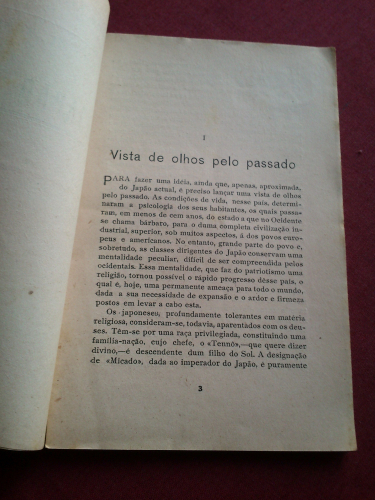 I
Vista de olhos pelo passado
PARA fazer uma idéia, ainda que, apenas, aproximada,
do Japão actual, é preciso lançar uma vista de olhos
pelo passado. As condições de vida, nesse país, determi-
naram a psicologia dos seus habitantes, os quais passa-
ram, em menos de cem anos, do estado a que no Ocidente
se chama bárbaro, para o duma completa civilização in-
dustrial, superior, sob muitos aspectos, à dos povos euro-
peus e americanos. No entanto, grande parte do povo e,
sobretudo, as classes dirigentes do Japão conservam uma
mentalidade peculiar, difícil de ser compreendida pelos
ocidentais. Essa mentalidade, que faz do patriotismo uma
religião, tornou possível o rápido progresso dêsse país, o
qual é, hoje, uma permanente ameaça para todo o mundo,
dada a sua necessidade de expansão e o ardor e firmeza
postos em levar a cabo esta.
Os japoneses, profundamente tolerantes em matéria
religiosa, consideram-se, todavia, aparentados com os deu-
ses. Têm-se por uma raça privilegiada, constituindo uma
família-nação, cujo chefe, o «Tennô»,—que quere dizer
divino,—é descendente dum filho do Sol. A designação
de «Micado», dada ao imperador do Japão, é puramente
3